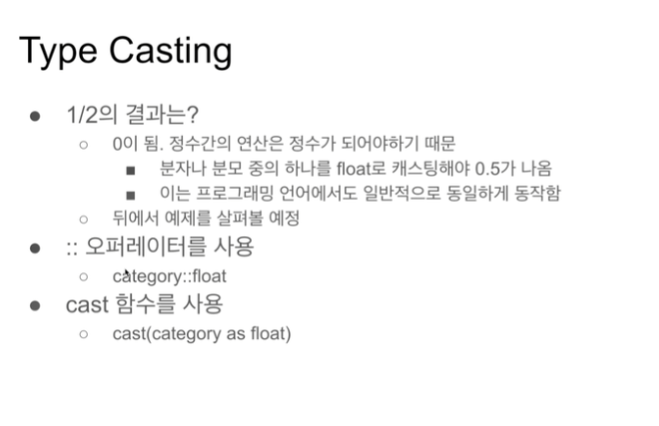 Type Casting
● 1/2의 결과는?
○ 0이 됨. 정수간의 연산은 정수가 되어야하기 때문
■ 분자나 분모 중의 하나를 float로 캐스팅해야 0.5가 나옴
■ 이는 프로그래밍 언어에서도 일반적으로 동일하게 동작함
○ 뒤에서 예제를 살펴볼 예정
● :: 오퍼레이터를 사용
○ category::float
● cast 함수를 사용
○ cast(category as float)